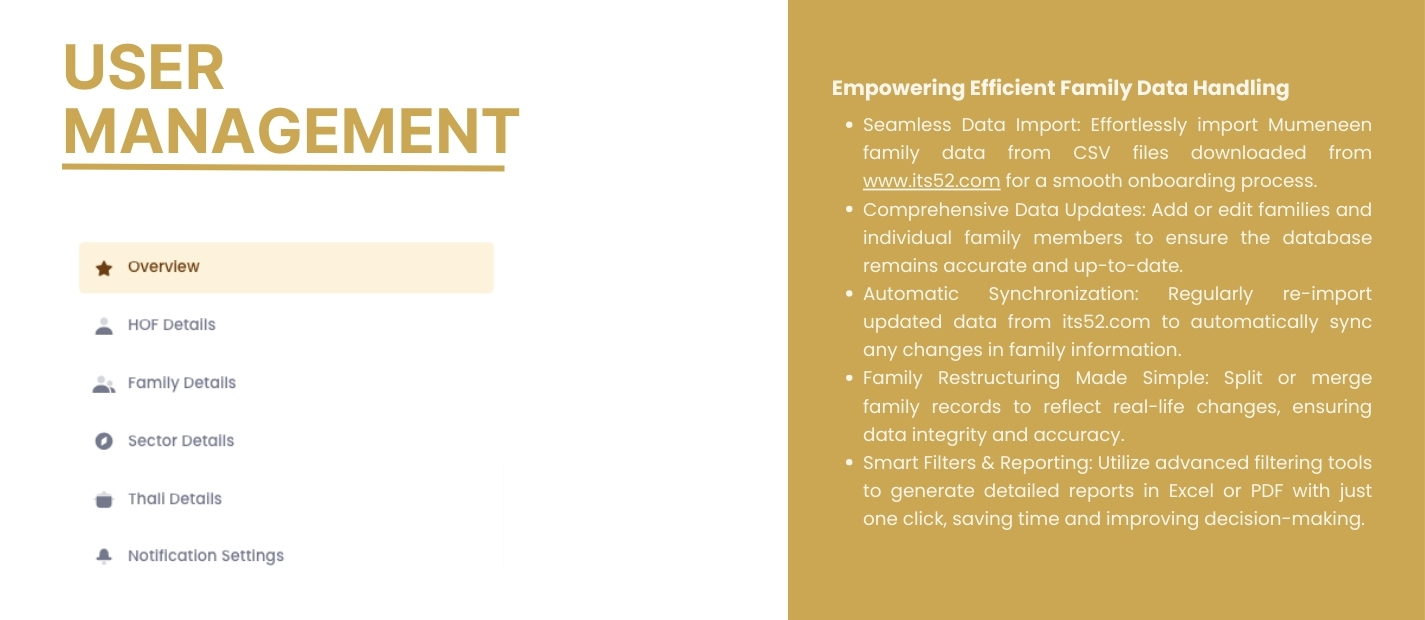 USER
MANAGEMENT
Overview
HOF Details
Family Details
Sector Details
Thali Details
Notification Settings
Empowering Efficient Family Data Handling
• Seamless Data Import: Effortlessly import Mumeneen
family data from CSV files downloaded from
www.its52.com for a smooth onboarding process.
• Comprehensive Data Updates: Add or edit families and
individual family members to ensure the database
remains accurate and up-to-date.
• Automatic Synchronization: Regularly re-import
updated data from its52.com to automatically sync
any changes in family information.
• Family Restructuring Made Simple: Split or merge
family records to reflect real-life changes, ensuring
data integrity and accuracy.
• Smart Filters & Reporting: Utilize advanced filtering tools
to generate detailed reports in Excel or PDF with just
one click, saving time and improving decision-making.